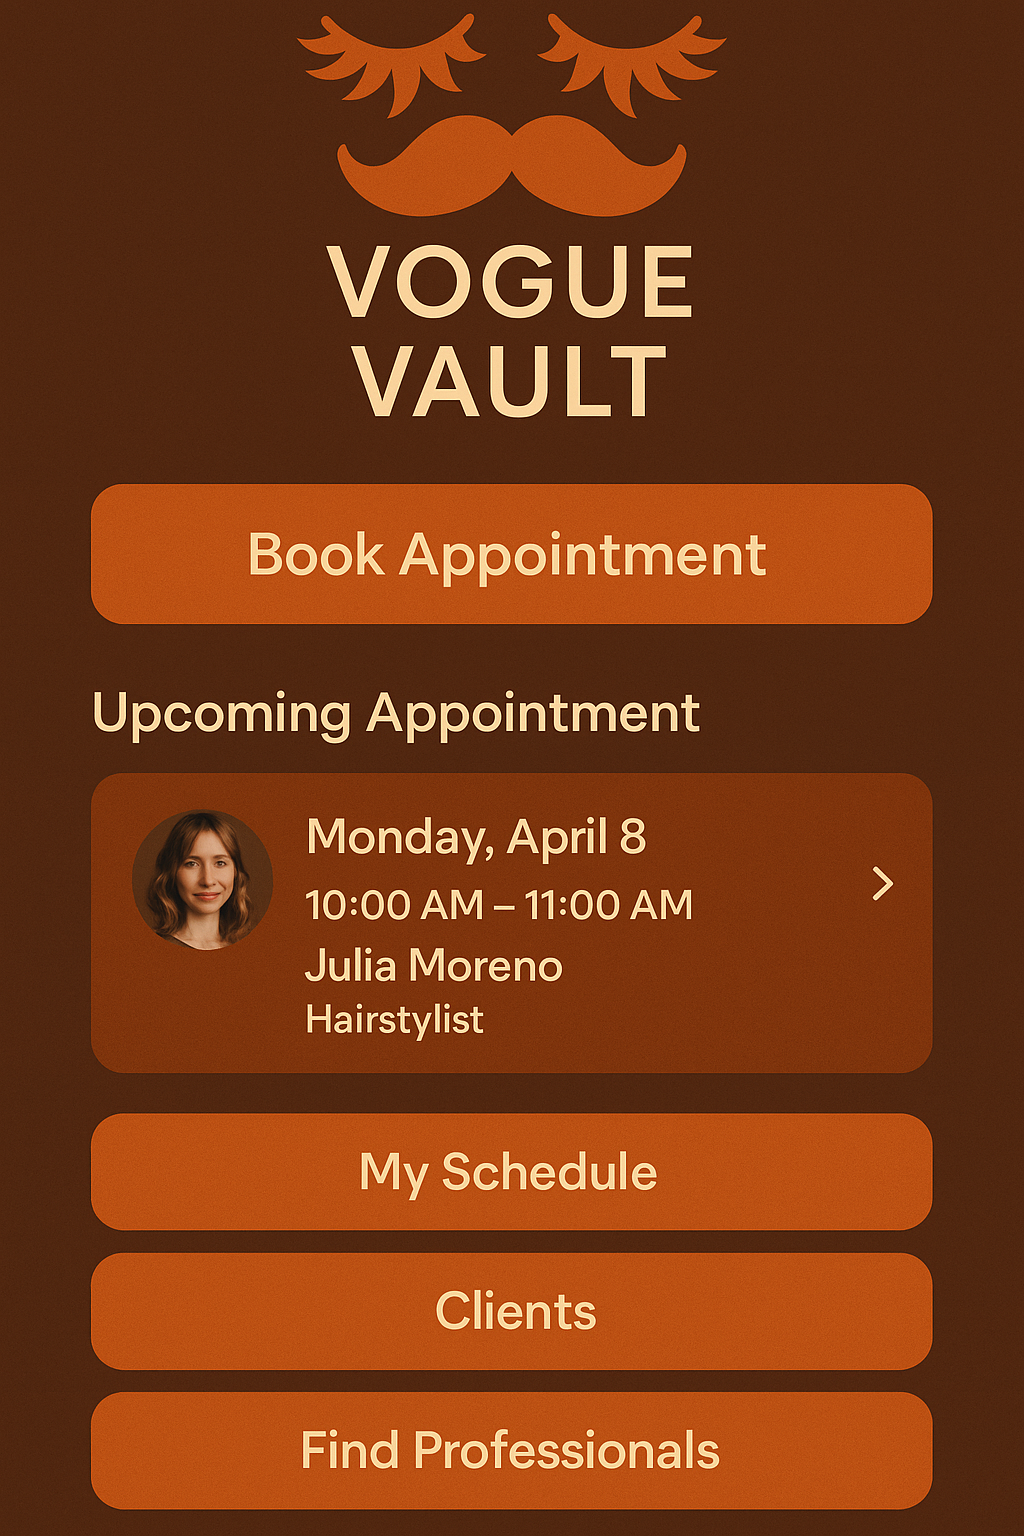 VOGUE
VAULT
Book Appointment
Upcoming Appointment
Monday, April 8
10:00 AM – 11:00 AM
Julia Moreno
Hairstylist
My Schedule
Clients
Find Professionals